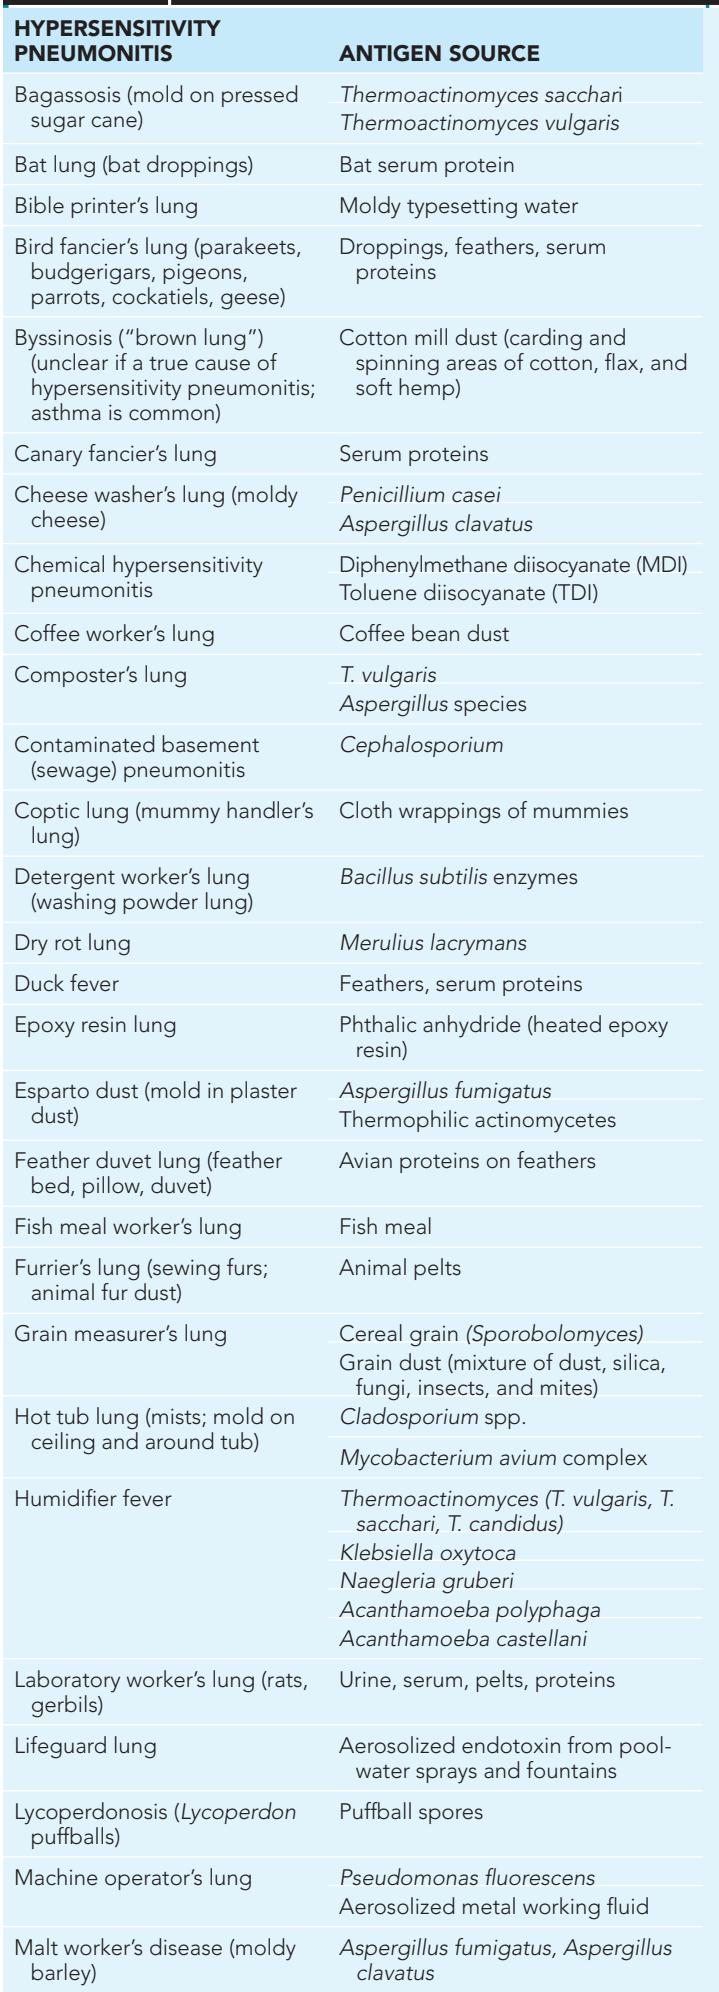 HYPERSENSITIVITY
PNEUMONITIS
ANTIGEN SOURCE
Bagassosis (mold on pressed
sugar cane)
Thermoactinomyces sacchari
Thermoactinomyces vulgaris
Bat lung (bat droppings)
Bat serum protein
Bible printer’s lung
Moldy typesetting water
Bird fancier’s lung (parakeets,
budgerigars, pigeons,
parrots, cockatiels, geese)
Droppings, feathers, serum
proteins
Byssinosis (“brown lung”)
(unclear if a true cause of
hypersensitivity pneumonitis;
asthma is common)
Cotton mill dust (carding and
spinning areas of cotton, flax, and
soft hemp)
Canary fancier’s lung
Serum proteins
Cheese washer’s lung (moldy
cheese)
Penicillium casei
Aspergillus clavatus
Chemical hypersensitivity
pneumonitis
Diphenylmethane diisocyanate (MDI)
Toluene diisocyanate (TDI)
Coffee worker’s lung
Coffee bean dust
Composter’s lung
T. vulgaris
Aspergillus species
Contaminated basement
(sewage) pneumonitis
Cephalosporium
Coptic lung (mummy handler’s
lung)
Cloth wrappings of mummies
Detergent worker’s lung
(washing powder lung)
Bacillus subtilis enzymes
Dry rot lung
Merulius lacrymans
Duck fever
Feathers, serum proteins
Epoxy resin lung
Phthalic anhydride (heated epoxy
resin)
Esparto dust (mold in plaster
dust)
Aspergillus fumigatus
Thermophilic actinomycetes
Feather duvet lung (feather
bed, pillow, duvet)
Avian proteins on feathers
Fish meal worker’s lung
Fish meal
Furrier’s lung (sewing furs;
animal fur dust)
Animal pelts
Grain measurer’s lung
Cereal grain (Sporobolomyces)
Grain dust (mixture of dust, silica,
fungi, insects, and mites)
Hot tub lung (mists; mold on
ceiling and around tub)
Cladosporium spp.
Mycobacterium avium complex
Humidifier fever
Thermoactinomyces (T. vulgaris, T.
sacchari, T. candidus)
Klebsiella oxytoca
Naegleria gruberi
Acanthamoeba polyphaga
Acanthamoeba castellani
Laboratory worker’s lung (rats,
gerbils)
Urine, serum, pelts, proteins
Lifeguard lung
Aerosolized endotoxin from pool-
water sprays and fountains
Lycoperdonosis (Lycoperdon
puffballs)
Puffball spores
Machine operator’s lung
Pseudomonas fluorescens
Aerosolized metal working fluid
Malt worker’s disease (moldy
barley)
Aspergillus fumigatus, Aspergillus
clavatus